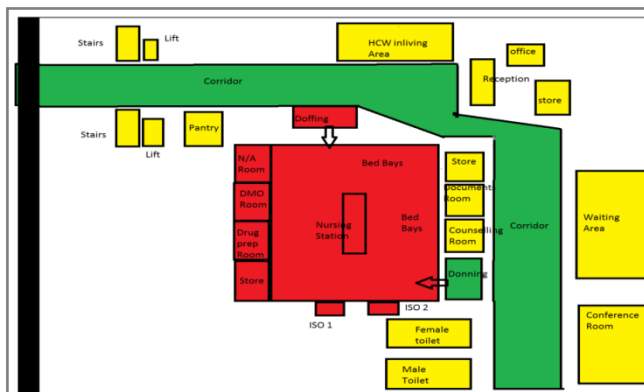 Stairs
Lift
HCW inliving
Area
office
Reception
store
Corridor
Stairs
Lift
Pantry
Doffing
N/A
Room
Bed Bays
Store
DMO
Room
Documents
Room
Nursing
Station
Bed
Bays
Counselling
Room
Corridor
Waiting
Area
Drug
prep
Room
Store
Donning
ISO 1
ISO 2
Female
toilet
Male
Toilet
Conference
Room